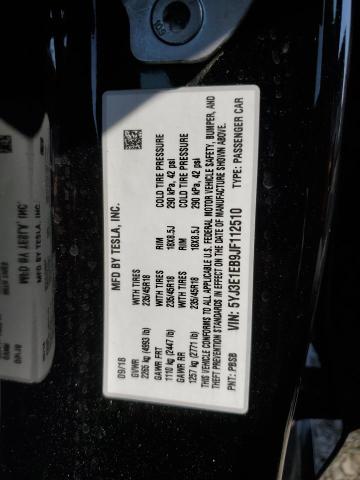 MFD BY TESLA, INC.
09/18
GVWR
2265 kg (4993 lb)
WITH TIRES
235/45R18
RIM
18X8.5J
COLD TIRE PRESSURE
290 kPa, 42 psi
GAWR FRT
1110 kg (2447 lb)
GAWR RR
1257 kg (2771 lb)
WITH TIRES
235/45R18
235/45R18
RIM
18X8.5J
COLD TIRE PRESSURE
290 kPa, 42 psi
THIS VEHICLE CONFORMS TO ALL APPLICABLE U.S. FEDERAL MOTOR VEHICLE SAFETY, BUMPER, AND
THEFT PREVENTION STANDARDS IN EFFECT ON THE DATE OF MANUFACTURE SHOWN ABOVE.
VIN: 5YJ3E1EB9JF112510
PNT: PBSB
TYPE: PASSENGER CAR